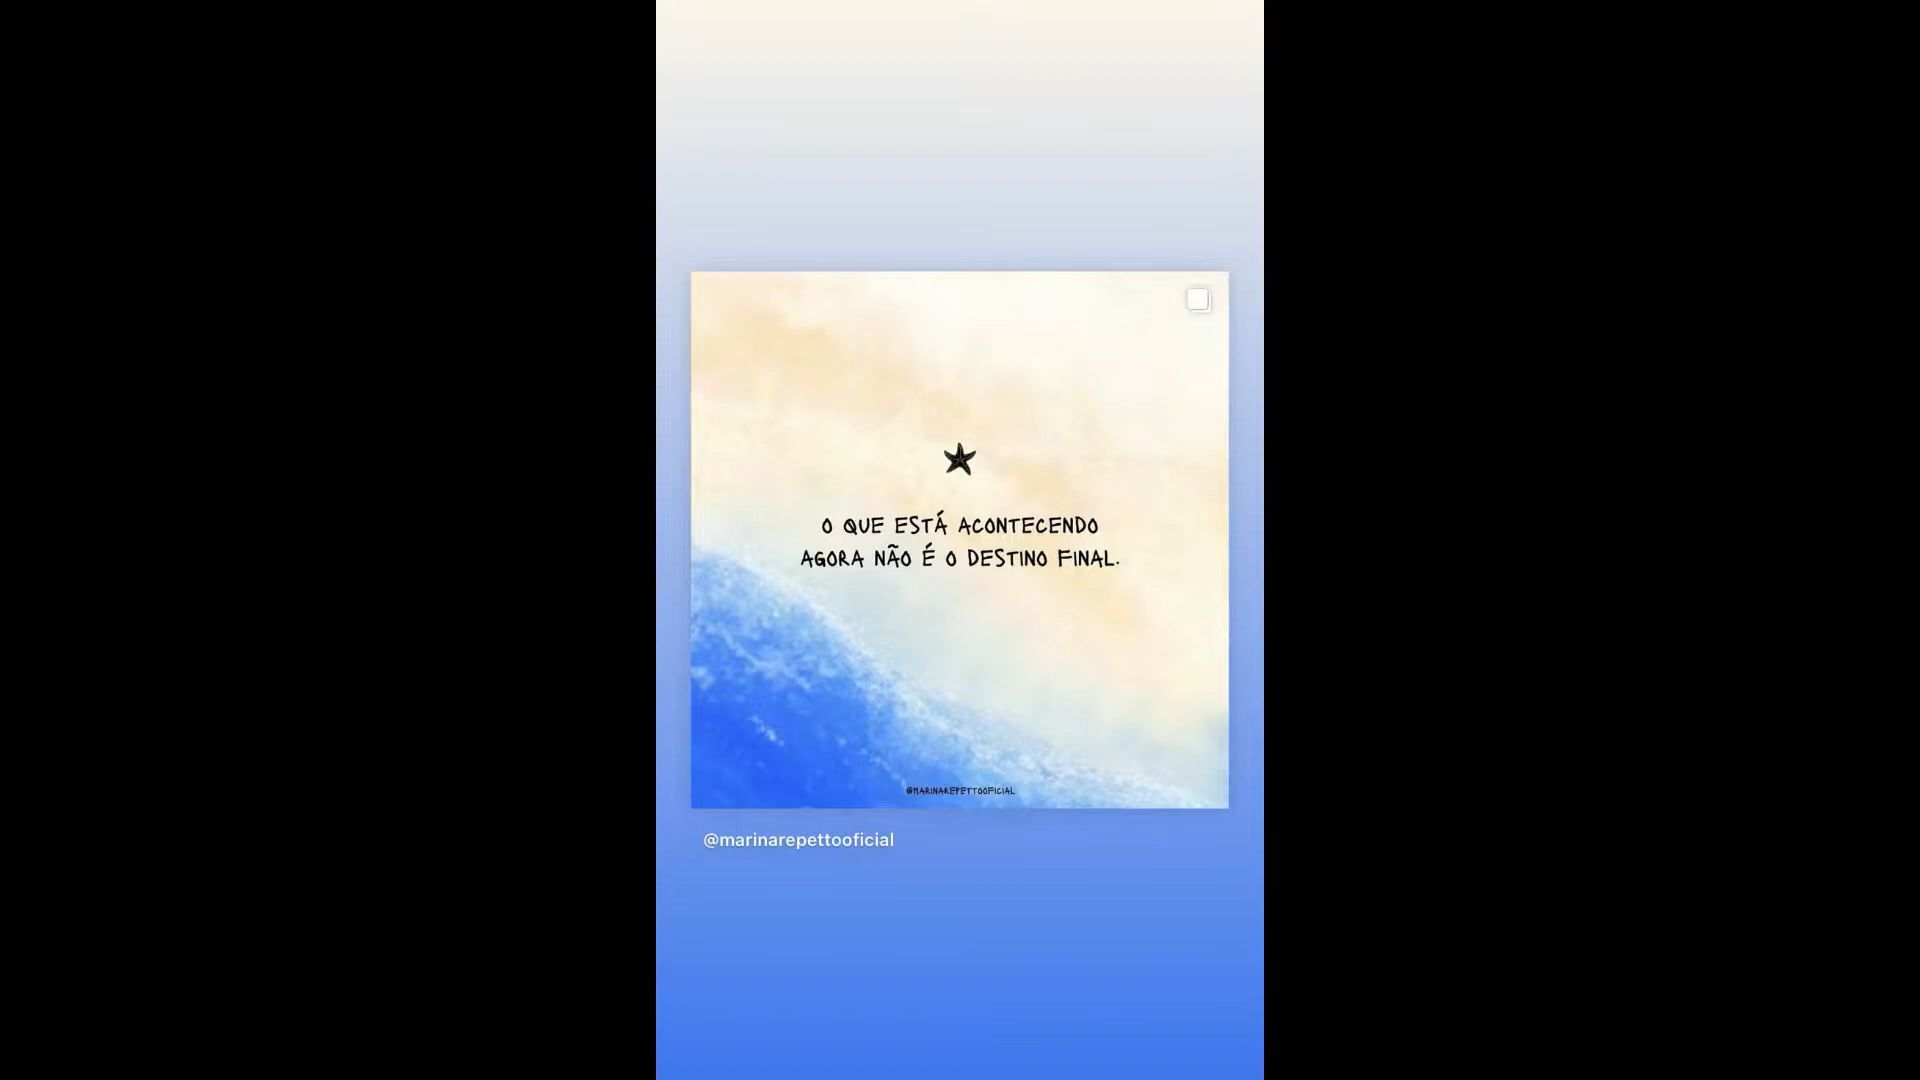 O QUE ESTÁ ACONTECENDO
AGORA NÃO É O DESTINO FINAL.
@MARINAREPETTOOFICIAL
@marinarepettooficial